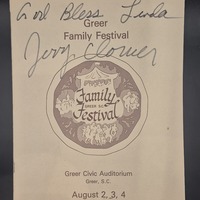 God Bless Linda
Greer
Family Festival
Jerry Clower
Family
GREER SC
Festival
Greer Civic Auditorium
Greer, S.C.
August 2, 3, 4